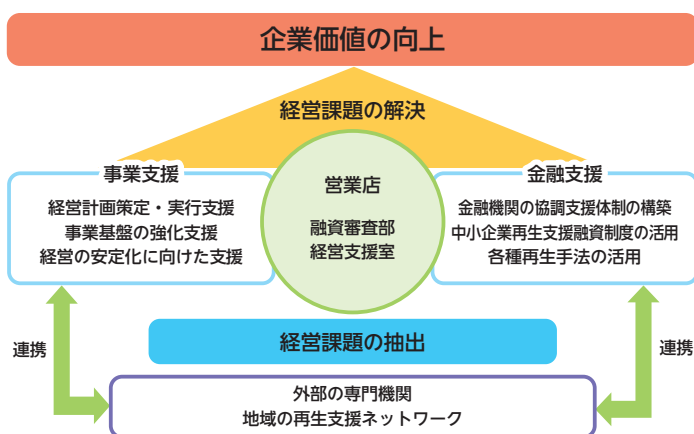 企業価値の向上
経営課題の解決
事業支援
経営計画策定・実行支援
事業基盤の強化支援
経営の安定化に向けた支援
営業店
融資審査部
経営支援室
金融支援
金融機関の協調支援体制の構築
中小企業再生支援融資制度の活用
各種再生手法の活用
連携
経営課題の抽出
連携
外部の専門機関
地域の再生支援ネットワーク